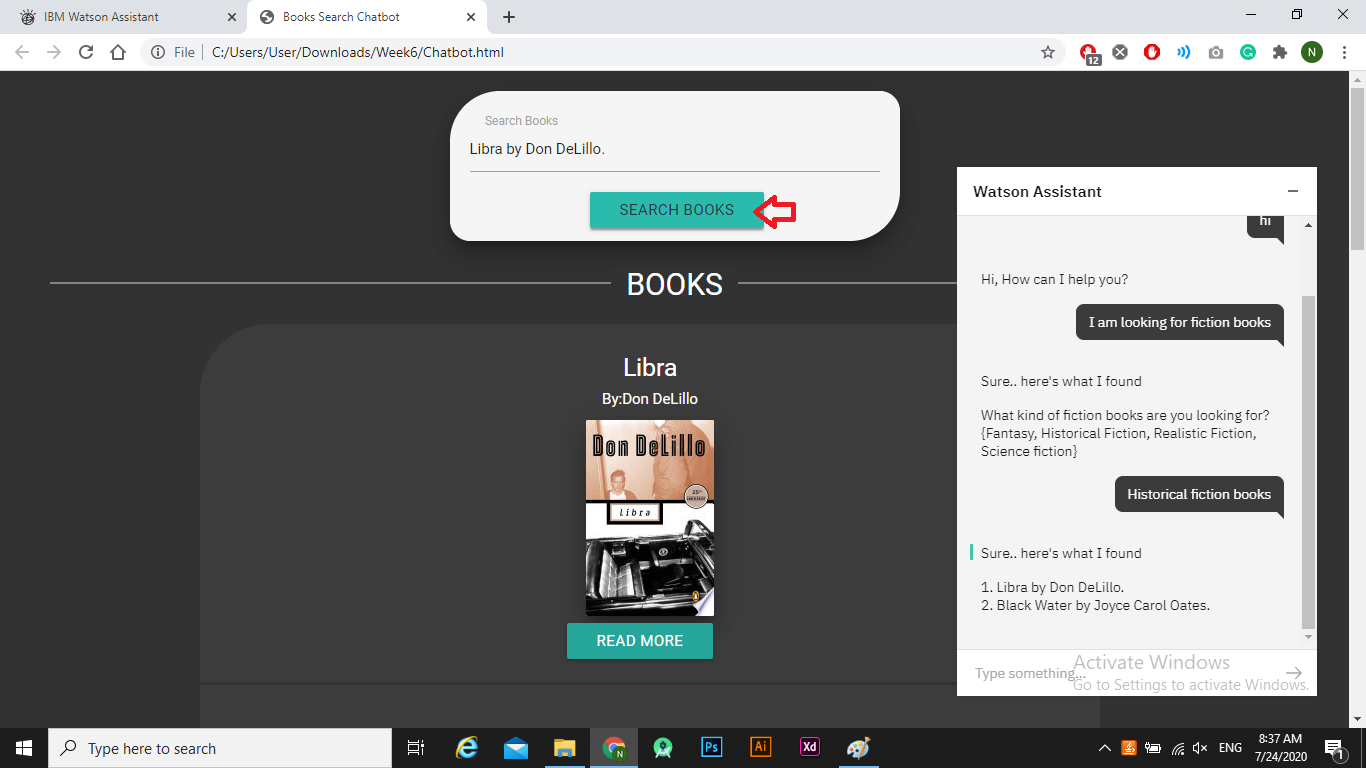 IBM Watson Assistant
Books Search Chatbot
File
C:/Users/User/Downloads/Week6/Chatbot.html
12
N
Search Books
Libra by Don DeLillo.
SEARCH BOOKS
BOOKS
Libra
By:Don DeLillo
Don DeLillo
25TH
libra
READ MORE
Watson Assistant
hi
Hi, How can I help you?
I am looking for fiction books
Sure.. here's what I found
What kind of fiction books are you looking for?
{Fantasy, Historical Fiction, Realistic Fiction,
Science fiction}
Historical fiction books
Sure.. here's what I found
1. Libra by Don DeLillo.
2. Black Water by Joyce Carol Oates.
Type something...
Activate Windows
Go to Settings to activate Windows.
Type here to search
N
Ps
Ai
Xd
ENG
8:37 AM
7/24/2020
1